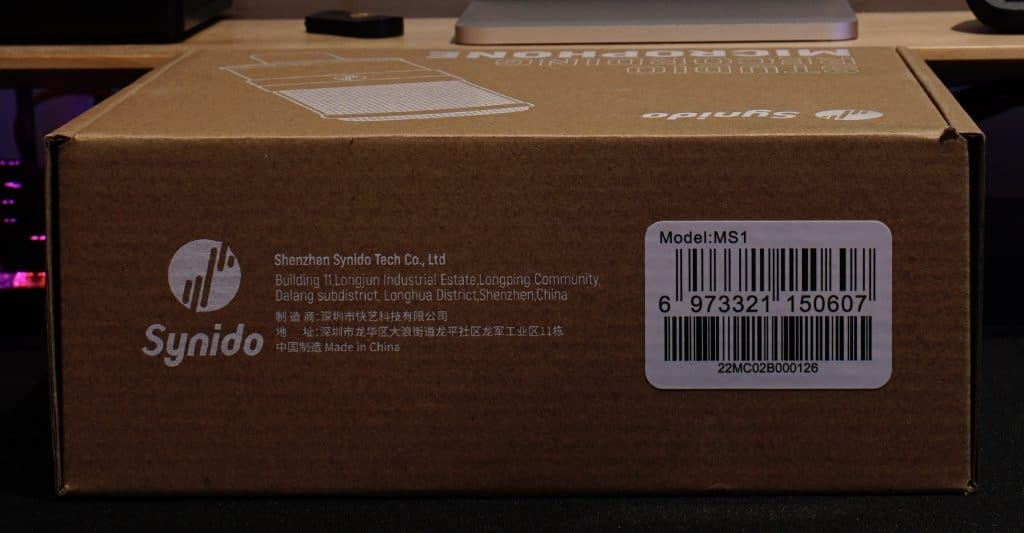 STUDIO
RECORDING
MICROPHONE
Synido
Synido
Shenzhen Synido Tech Co., Ltd
Building 11,Longjun Industrial Estate,Longping Community,
Dalang subdistrict, Longhua District,Shenzhen,China
制 造 商:深圳市快艺科技有限公司
地 址:深圳市龙华区大浪街道龙平社区龙军工业区11栋
中国制造 Made in China
Model:MS1
6 973321 150607
22MC02B000126